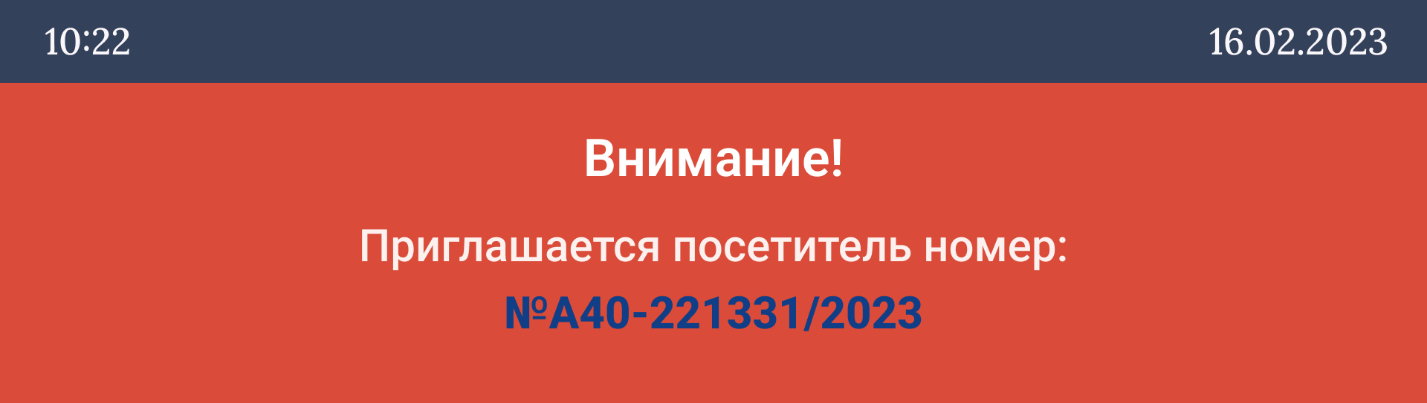 10:22 16.02.2023
Внимание!
Приглашается посетитель номер:
№А40-221331/2023